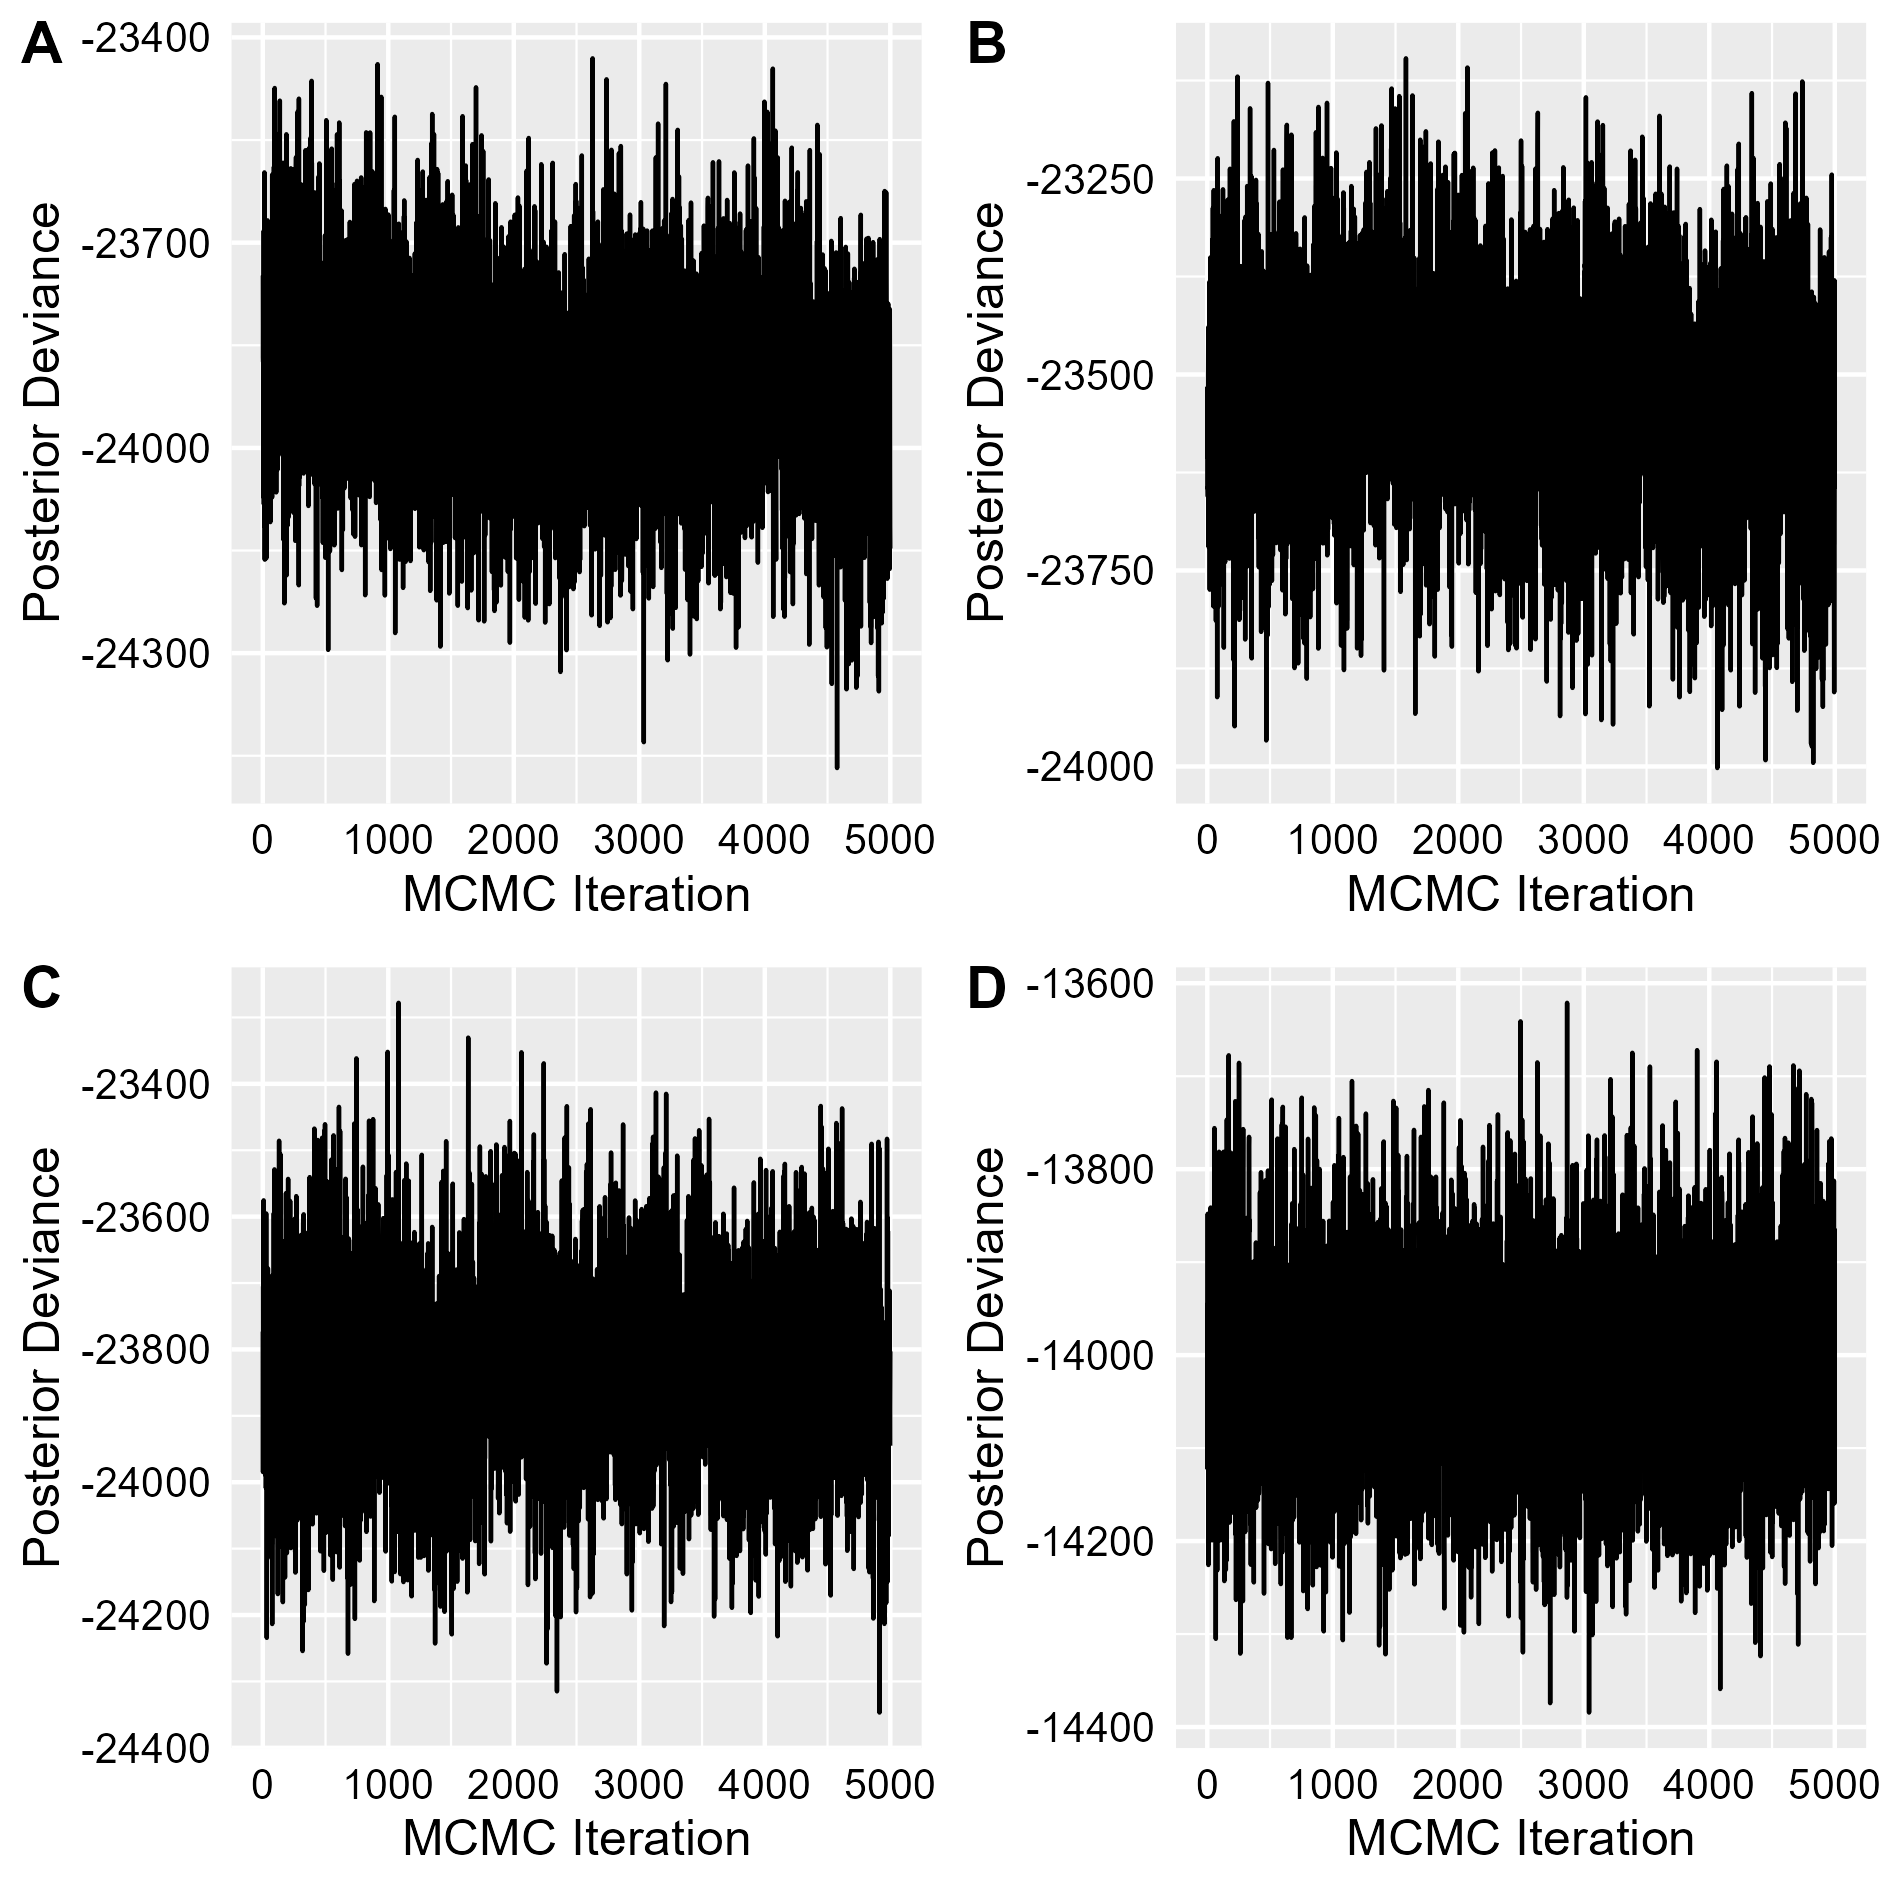 A
-23400
-23700
-24000
-24300
Posterior Deviance
0 1000 2000 3000 4000 5000
MCMC Iteration
B
-23250
-23500
-23750
-24000
Posterior Deviance
0 1000 2000 3000 4000 5000
MCMC Iteration
C
-23400
-23600
-23800
-24000
-24200
-24400
Posterior Deviance
0 1000 2000 3000 4000 5000
MCMC Iteration
D
-13600
-13800
-14000
-14200
-14400
Posterior Deviance
0 1000 2000 3000 4000 5000
MCMC Iteration